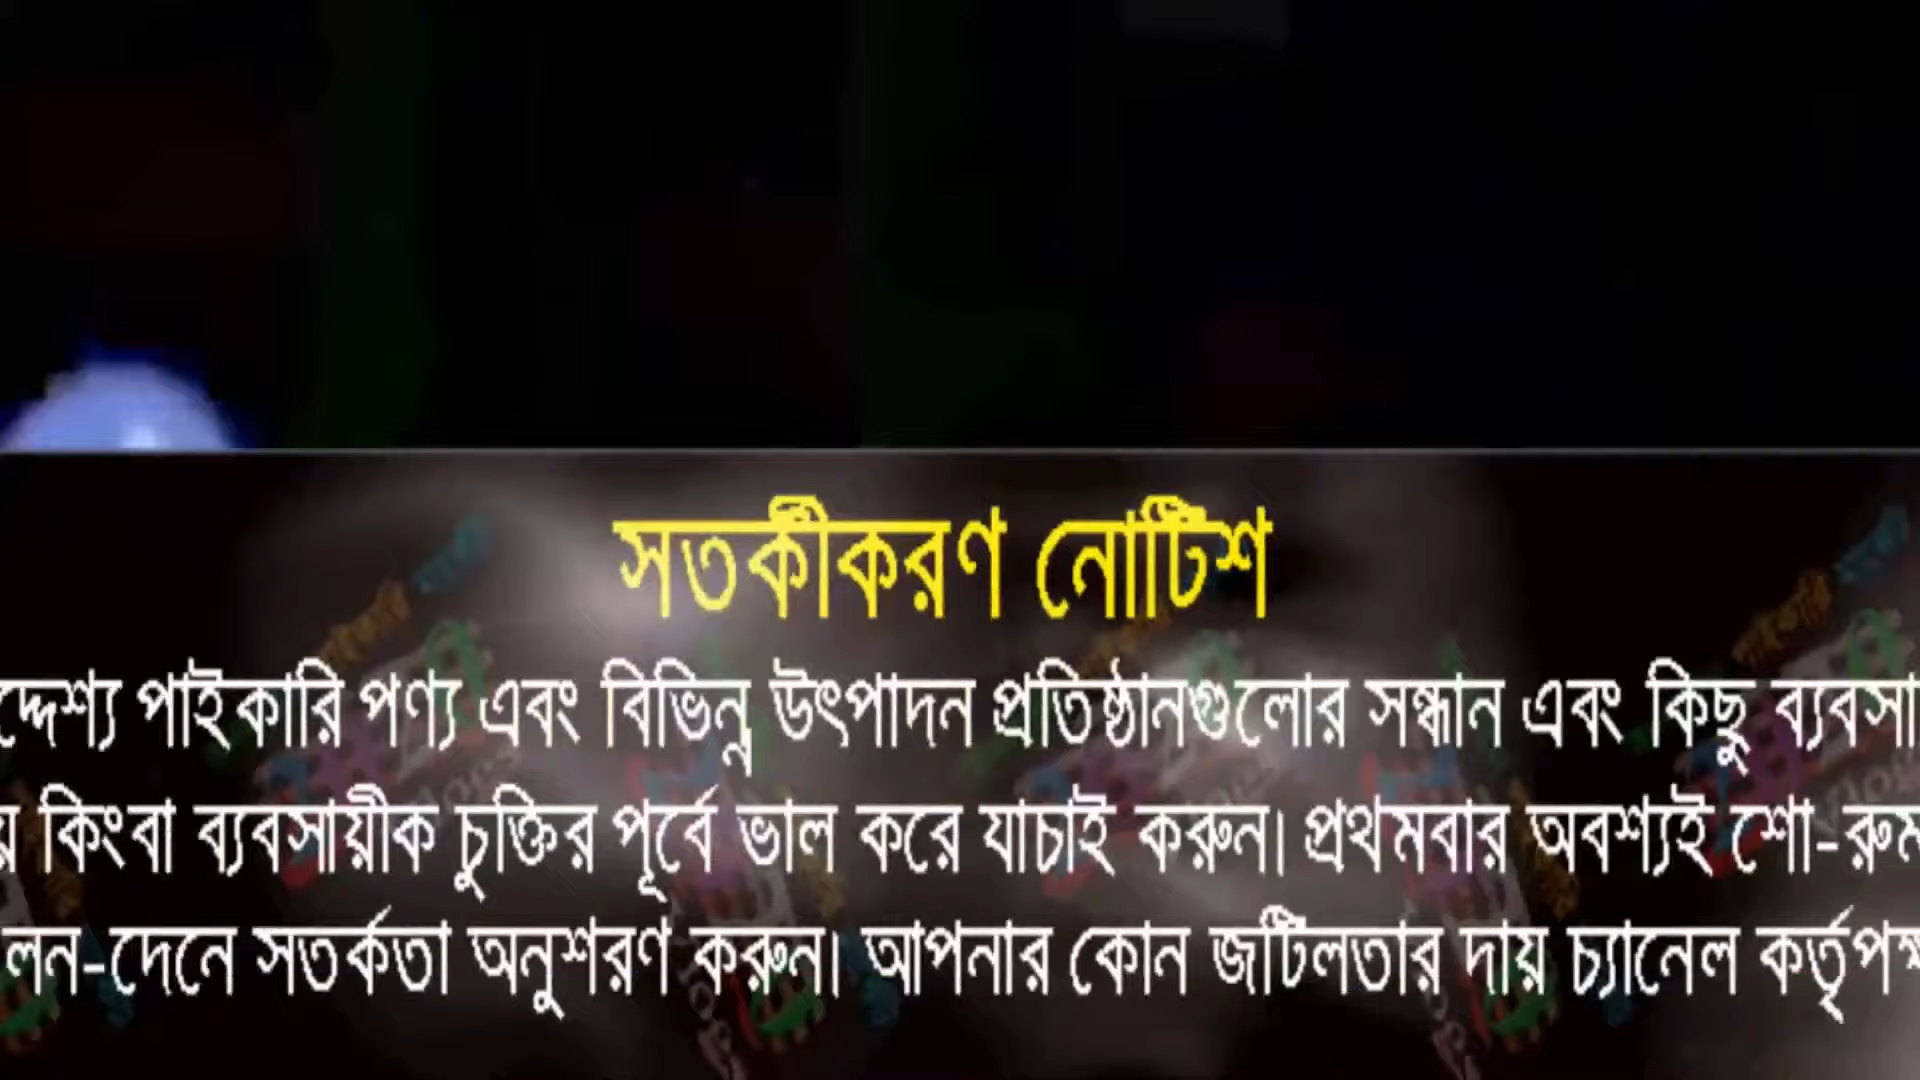 সতর্কীকরণ নোটিশ
দ্দেশ্য পাইকারি পণ্য এবং বিভিন্ন উৎপাদন প্রতিষ্ঠানগুলোর সন্ধান এবং কিছু ব্যবসা
য় কিংবা ব্যবসায়ীক চুক্তির পূর্বে ভাল করে যাচাই করুন। প্রথমবার অবশ্যই শো-রুম
লেন-দেনে সতর্কতা অনুশরণ করুন। আপনার কোন জটিলতার দায় চ্যানেল কর্তৃপক্ষ